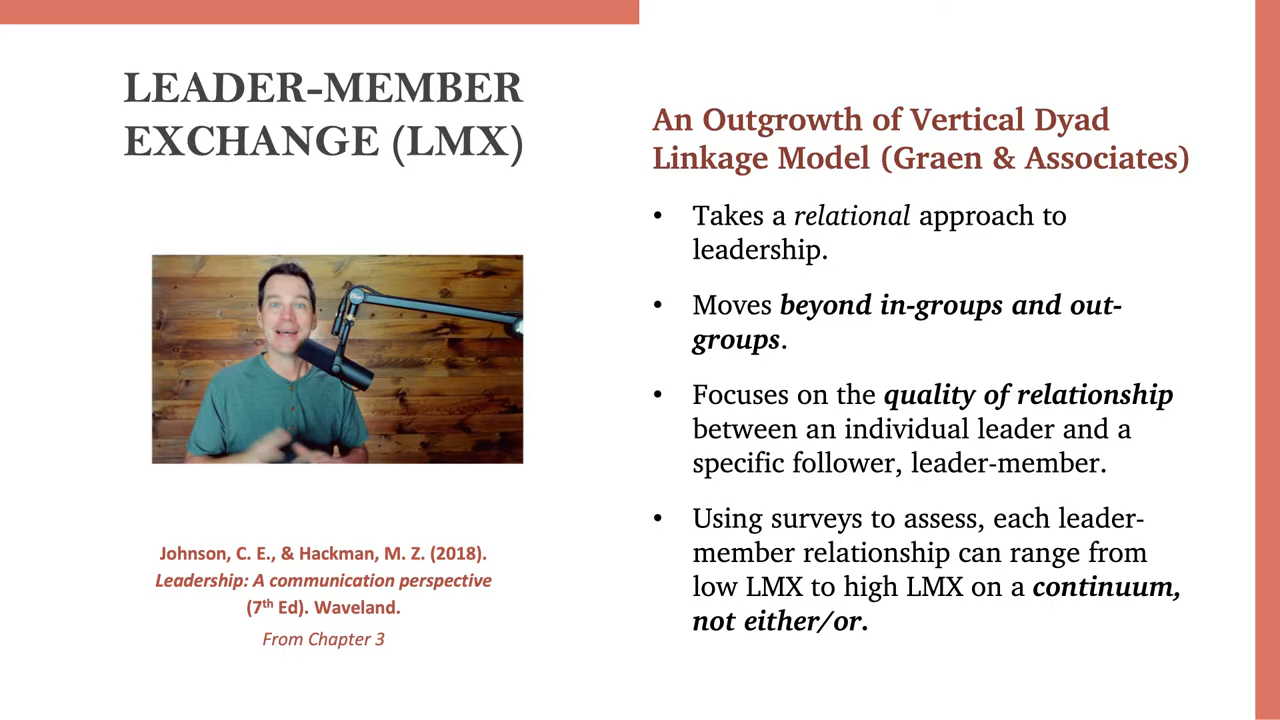 LEADER-MEMBER
EXCHANGE (LMX)
Johnson, C. E., & Hackman, M. Z. (2018).
Leadership: A communication perspective
(7th Ed). Waveland.
From Chapter 3
An Outgrowth of Vertical Dyad
Linkage Model (Graen & Associates)
• Takes a relational approach to
leadership.
• Moves beyond in-groups and out-
groups.
• Focuses on the quality of relationship
between an individual leader and a
specific follower, leader-member.
• Using surveys to assess, each leader-
member relationship can range from
low LMX to high LMX on a continuum,
not either/or.